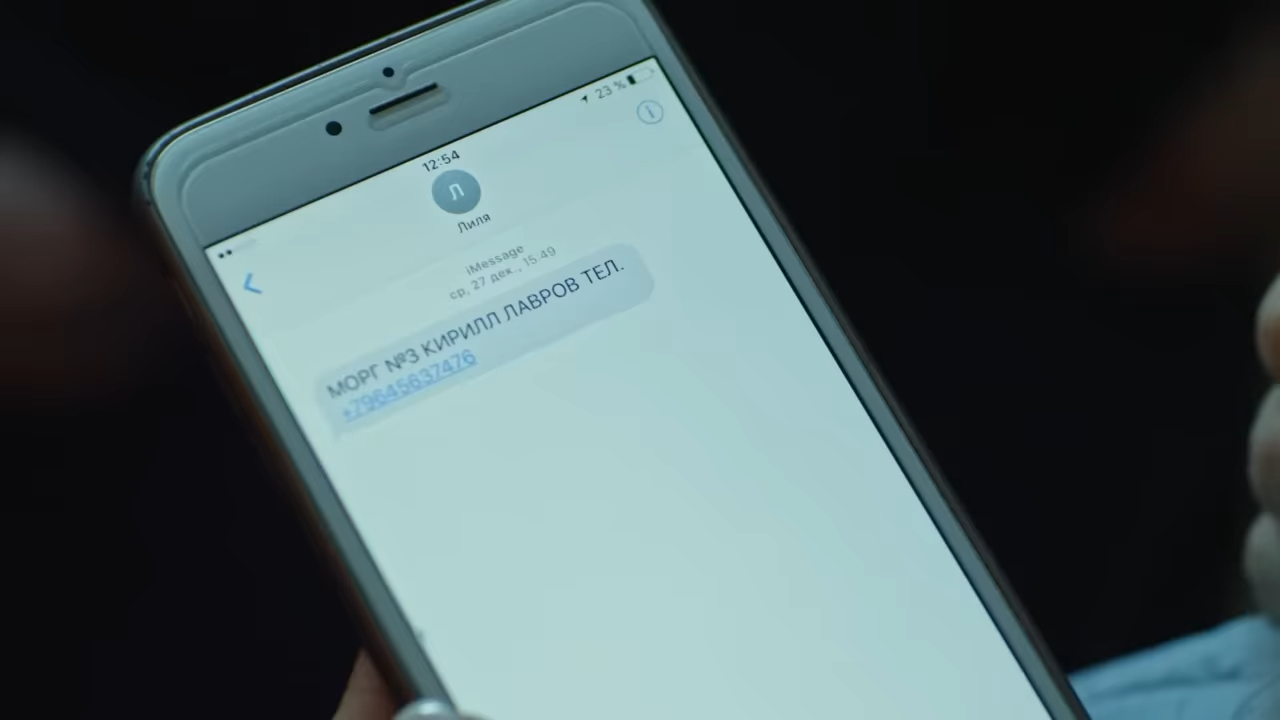 23 %
12:54
Л
Лиля
iMessage
ср, 27 дек., 15:49
МОРГ №3 КИРИЛЛ ЛАВРОВ ТЕЛ.
+79645637476